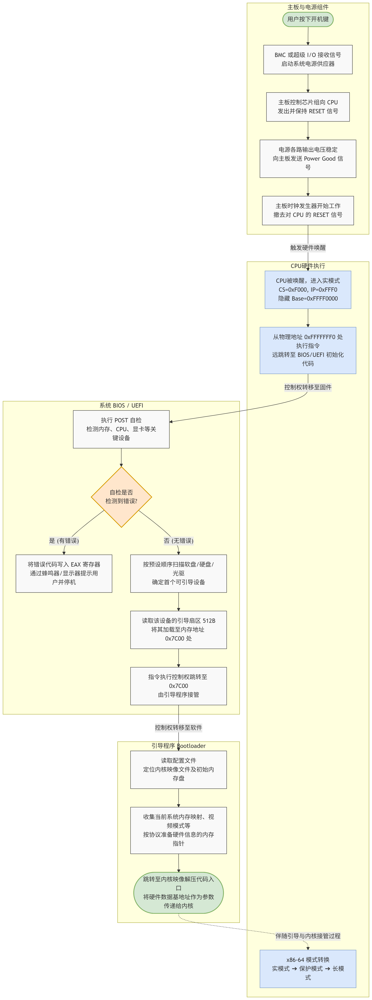 主板与电源组件
用户按下开机键
BMC 或超级 I/O 接收信号
启动系统电源供应器
主板控制芯片组向 CPU
发出并保持 RESET 信号
电源各路输出电压稳定
向主板发送 Power Good 信
号
主板时钟发生器开始工作
撤去对 CPU 的 RESET 信号
触发硬件唤醒
CPU硬件执行
CPU被唤醒，进入实模式
CS=0xF000, IP=0xFFF0
隐藏 Base=0xFFFF0000
从物理地址 0xFFFFFFF0 处
执行指令
远跳转至 BIOS/UEFI 初始化
代码
控制权转移至固件
系统 BIOS / UEFI
执行 POST 自检
检测内存、CPU、显卡等关
键设备
自检是否
检测到错误?
是 (有错误)
否 (无错误)
将错误代码写入 EAX 寄存器
通过蜂鸣器/显示器提示用
户并停机
按预设顺序扫描软盘/硬盘/
光驱
确定首个可引导设备
读取该设备的引导扇区 512B
将其加载至内存地址
0x7C00 处
指令执行控制权跳转至
0x7C00
由引导程序接管
控制权转移至软件
引导程序 Bootloader
读取配置文件
定位内核映像文件及初始内
存盘
收集当前系统内存映射、视
频模式等
按协议准备硬件信息的内存
指针
跳转至内核映像解压代码入
口
将硬件数据基地址作为参数
传递给内核
伴随引导与内核接管过程
x86-64 模式转换
实模式 ➔ 保护模式 ➔ 长模
式